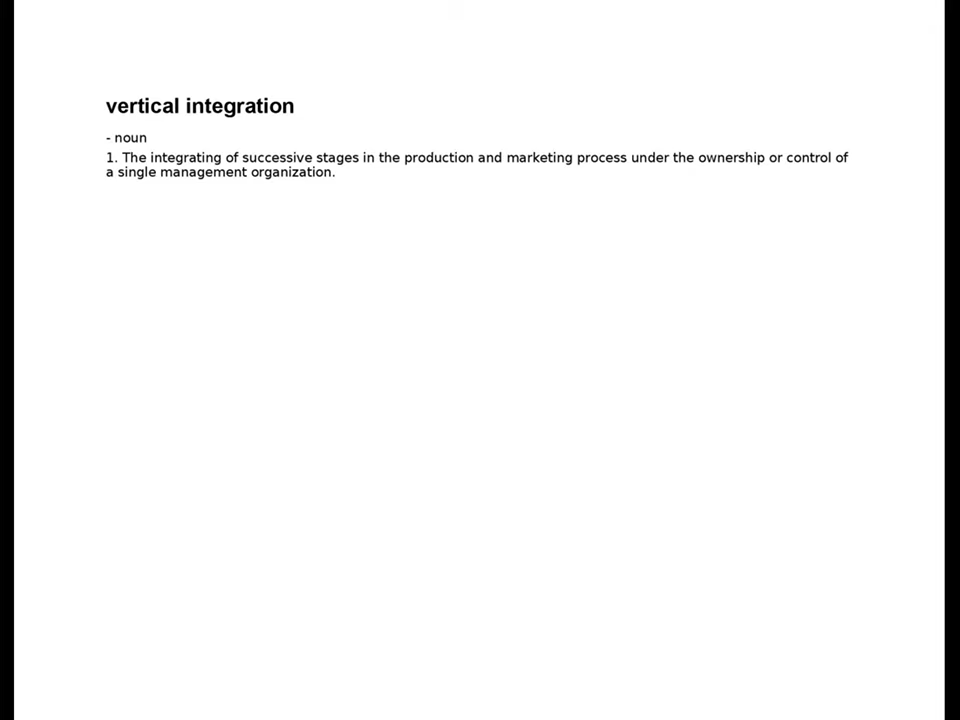 vertical integration
- noun
1. The integrating of successive stages in the production and marketing process under the ownership or control of
a single management organization.